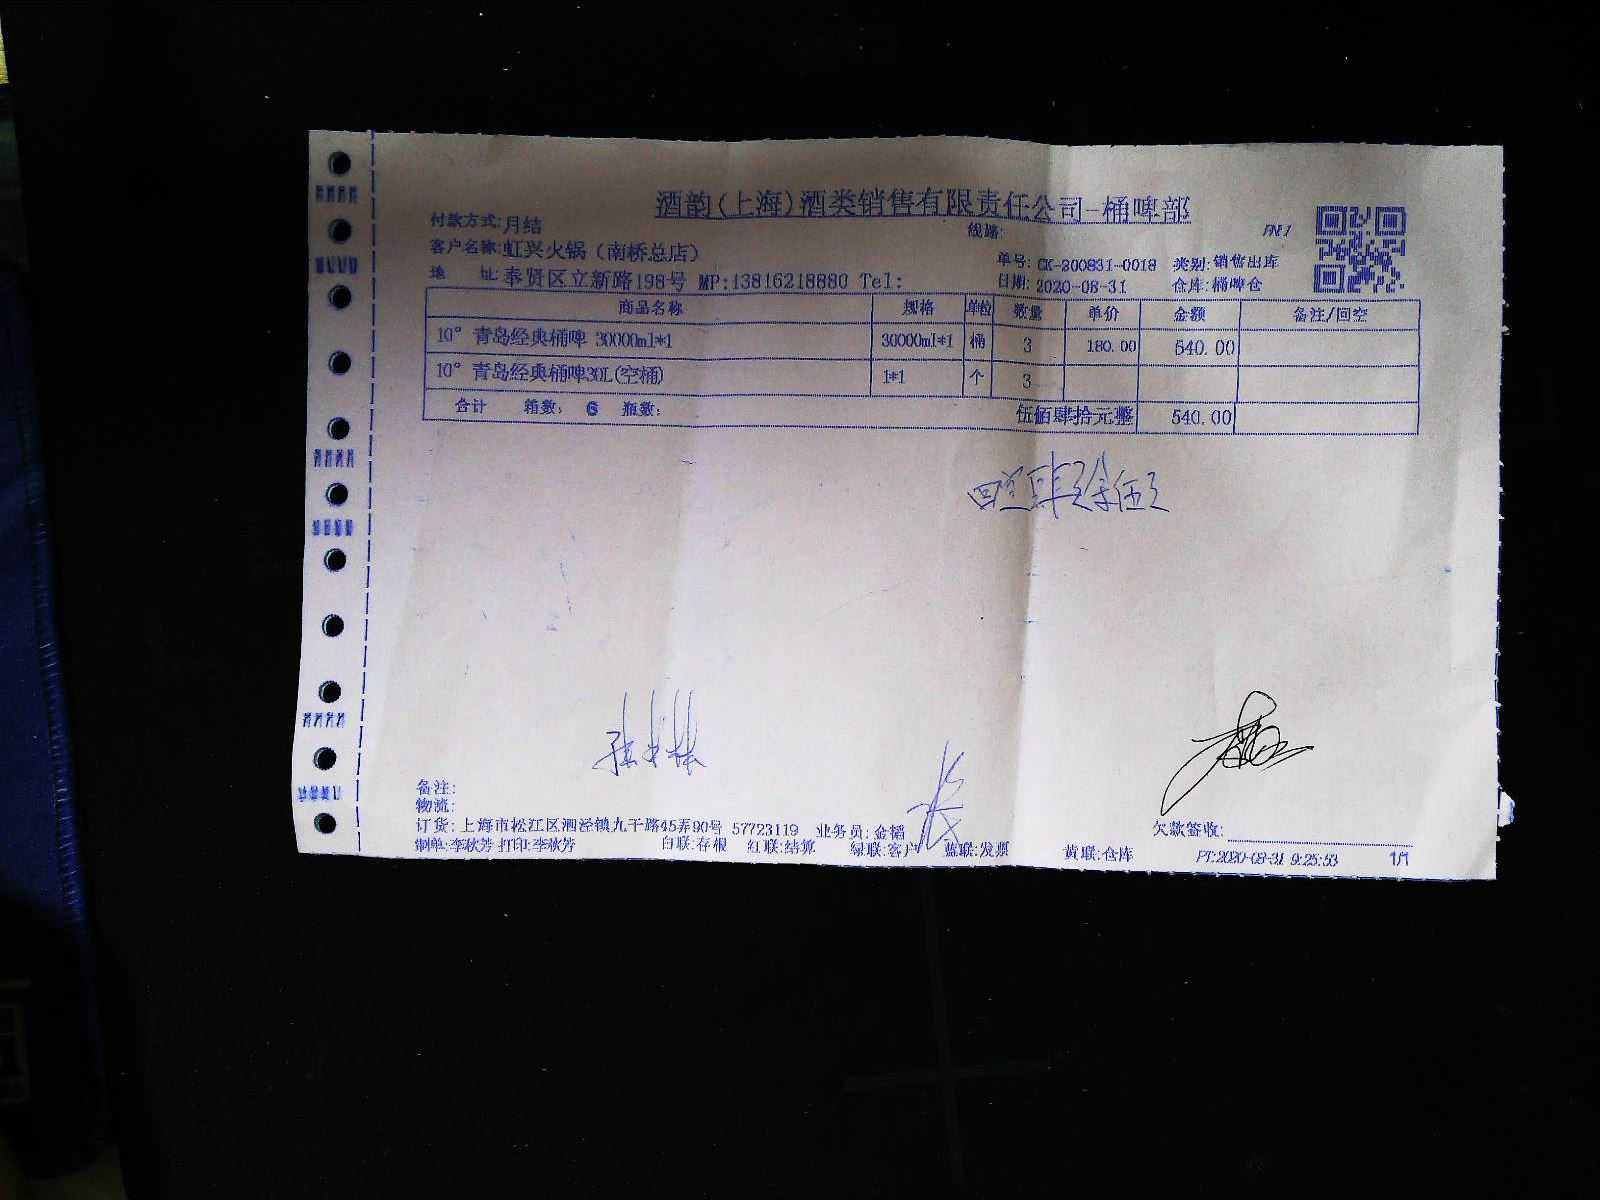 酒韵(上海)酒类销售有限责任公司-桶啤部
付款方式:月结 线路:
客户名称:虹兴火锅（南桥总店） 单号:CK-200831-0018 类别:销售出库
地 址:奉贤区立新路198号 MP:13816218880 Tel: 日期:2020-08-31 仓库:桶啤仓
商品名称 规格 单位 数量 单价 金额 备注/回空
10° 青岛经典桶啤 30000ml*1 30000ml*1 桶 3 180.00 540.00
10° 青岛经典桶啤30L(空桶) 1*1 个 3
合计 箱数: 6 瓶数: 伍佰肆拾元整 540.00
备注:
物流:
订货:上海市松江区泗泾镇九干路45弄90号 57723119 业务员:金韬 欠款签收:
制单:李秋芳 打印:李秋芳 白联:存根 红联:结算 绿联:客户 蓝联:发票 黄联:仓库 PT:2020-08-31 9:25:53 1/1